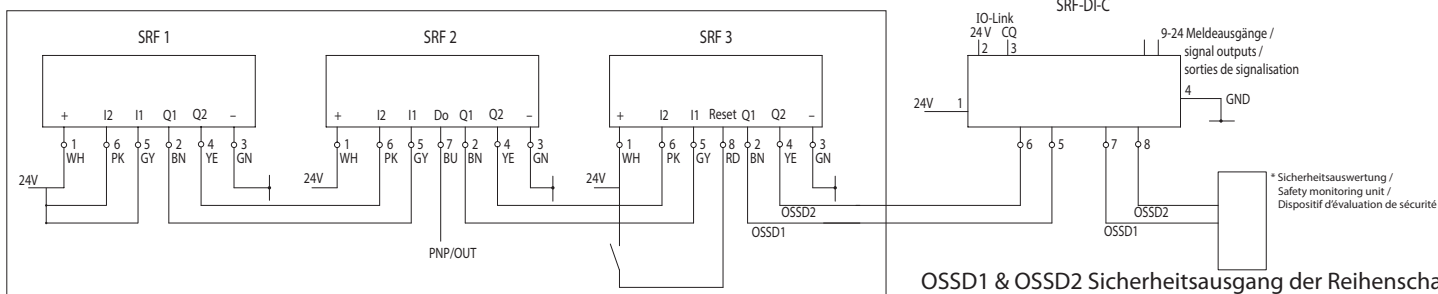 SRF-DI-C
IO-Link
24 V CQ
2 3
9-24 Meldeausgänge /
signal outputs /
sorties de signalisation
24V 1
4
GND
6 5 7 8
SRF 1 SRF 2 SRF 3
+ I2 I1 Q1 Q2 –
1 6 5 2 4 3
WH PK GY BN YE GN
24V
+ I2 I1 Do Q1 Q2 –
1 6 5 7 2 4 3
WH PK GY BU BN YE GN
24V
PNP/OUT
+ I2 I1 Reset Q1 Q2 –
1 6 5 8 2 4 3
WH PK GY RD BN YE GN
24V
OSSD2
OSSD1
OSSD2
OSSD1
* Sicherheitsauswertung /
Safety monitoring unit /
Dispositif d'évaluation de sécurité
OSSD1 & OSSD2 Sicherheitsausgang der Reihenscha